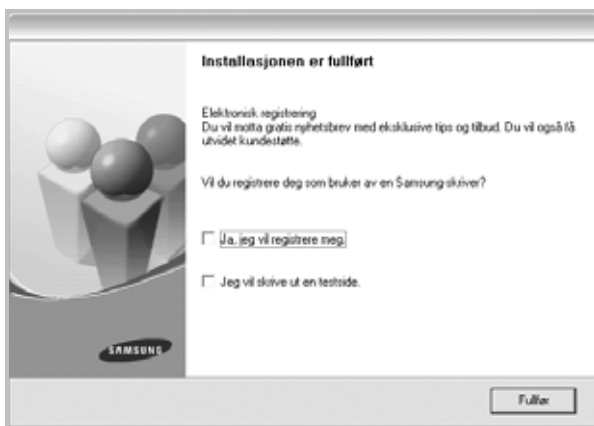 Installasjonen er fullført
Elektronisk registrering
Du vil motta gratis nyhetsbrev med eksklusive tips og tilbud. Du vil også få
utvidet kundestøtte.
Vil du registrere deg som bruker av en Samsung-skriver?
Ja, jeg vil registrere meg.
Jeg vil skrive ut en testside.
SAMSUNG
Fullfør